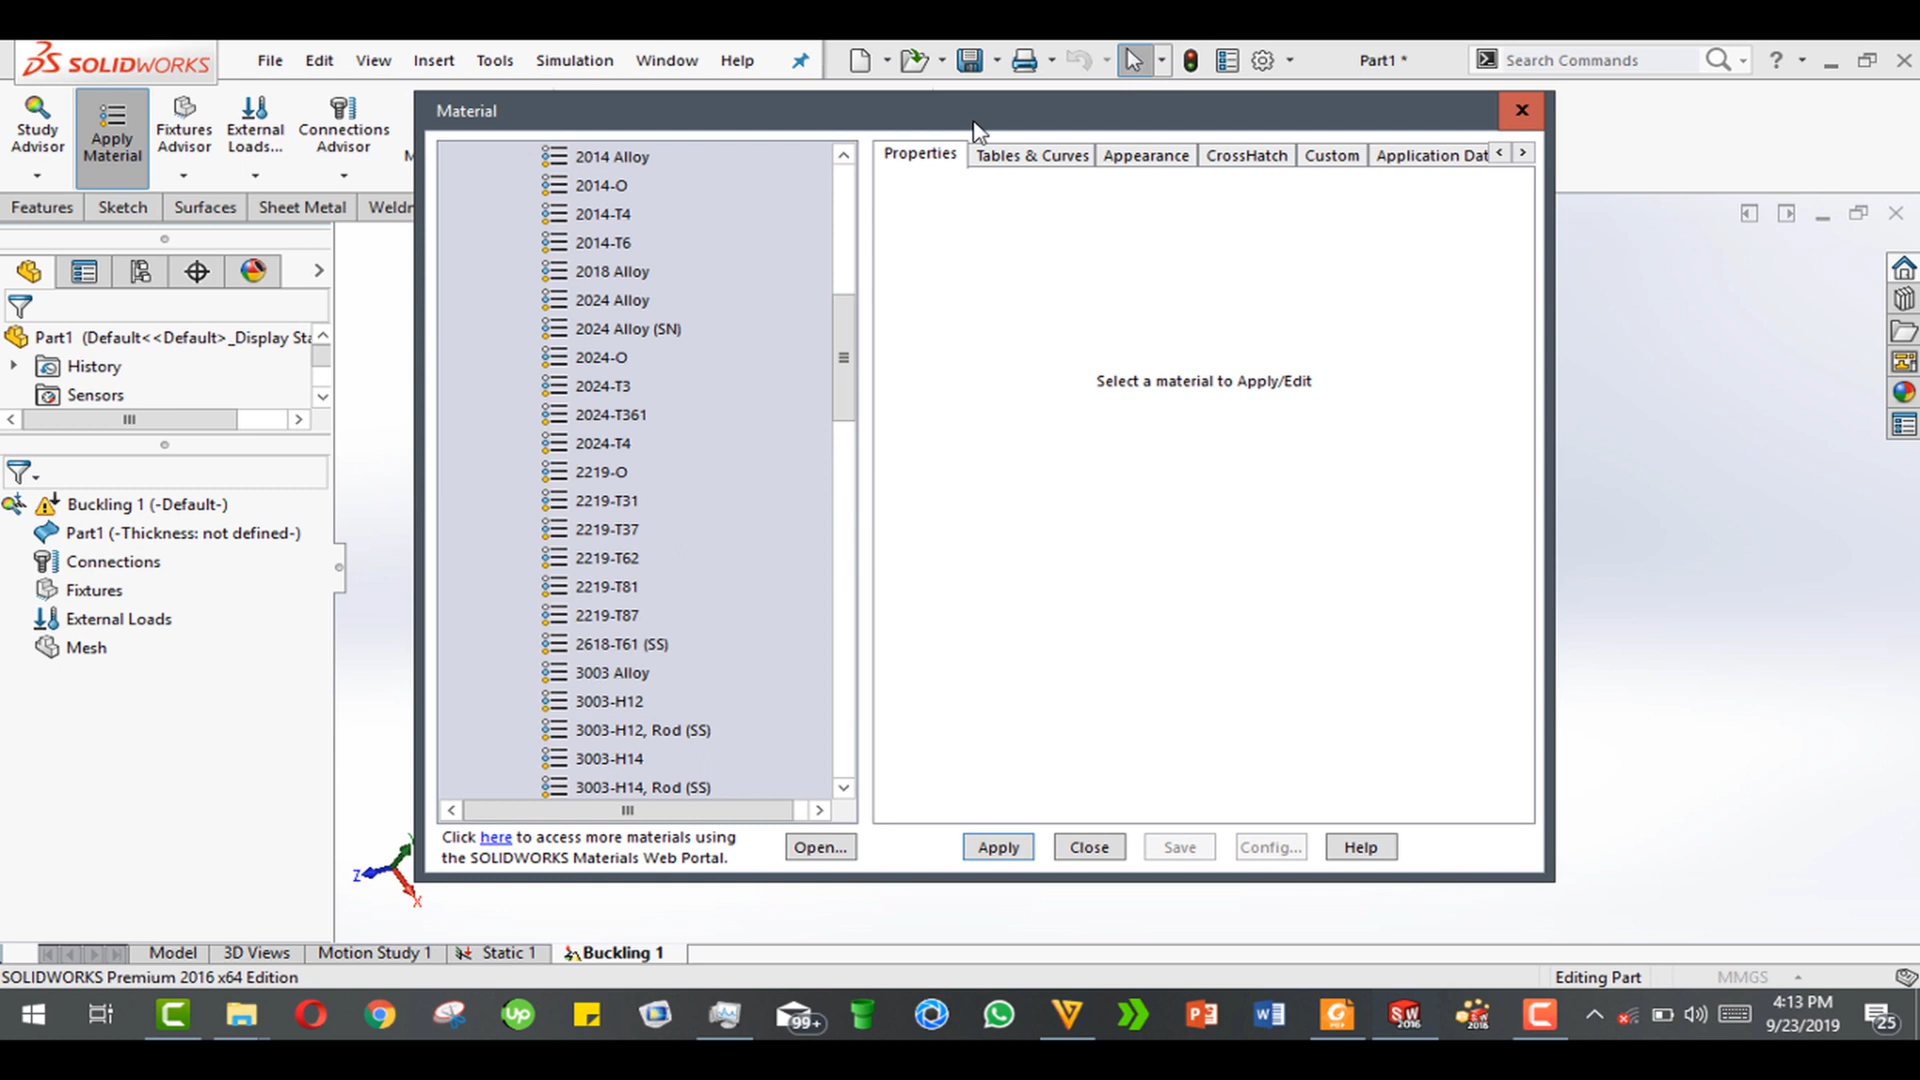 SOLIDWORKS
File Edit View Insert Tools Simulation Window Help
Part1 *
Search Commands
Study Advisor
Apply Material
Fixtures Advisor
External Loads...
Connections Advisor
Features Sketch Surfaces Sheet Metal Weldr
Part1 (Default<<Default>_Display Sta
History
Sensors
Buckling 1 (-Default-)
Part1 (-Thickness: not defined-)
Connections
Fixtures
External Loads
Mesh
Material
2014 Alloy
2014-O
2014-T4
2014-T6
2018 Alloy
2024 Alloy
2024 Alloy (SN)
2024-O
2024-T3
2024-T361
2024-T4
2219-O
2219-T31
2219-T37
2219-T62
2219-T81
2219-T87
2618-T61 (SS)
3003 Alloy
3003-H12
3003-H12, Rod (SS)
3003-H14
3003-H14, Rod (SS)
Properties Tables & Curves Appearance CrossHatch Custom Application Dat
Select a material to Apply/Edit
Click here to access more materials using
the SOLIDWORKS Materials Web Portal.
Open... Apply Close Save Config... Help
Z
X
Model 3D Views Motion Study 1 Static 1 Buckling 1
SOLIDWORKS Premium 2016 x64 Edition
Editing Part
MMGS
99+
4:13 PM
9/23/2019
25